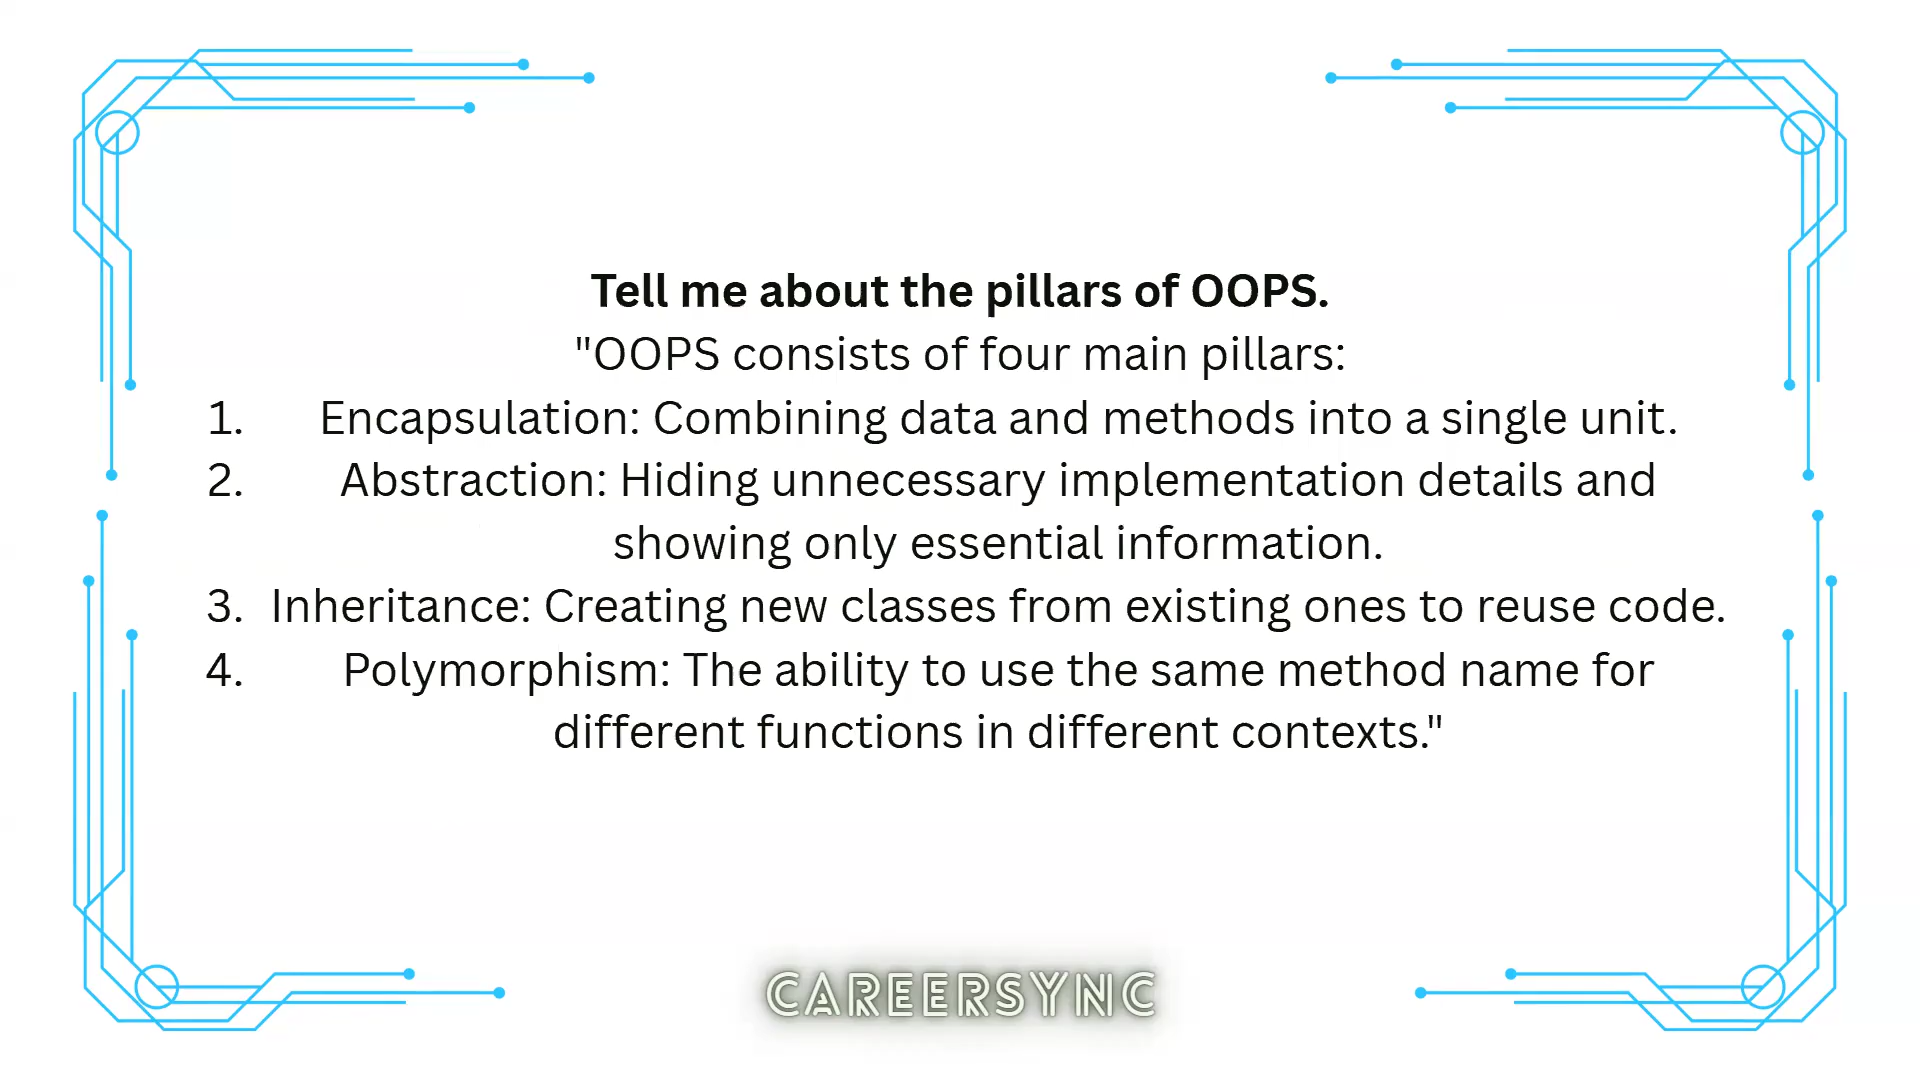 Tell me about the pillars of OOPS.
"OOPS consists of four main pillars:
1. Encapsulation: Combining data and methods into a single unit.
2. Abstraction: Hiding unnecessary implementation details and
showing only essential information.
3. Inheritance: Creating new classes from existing ones to reuse code.
4. Polymorphism: The ability to use the same method name for
different functions in different contexts."
CAREERSYNC